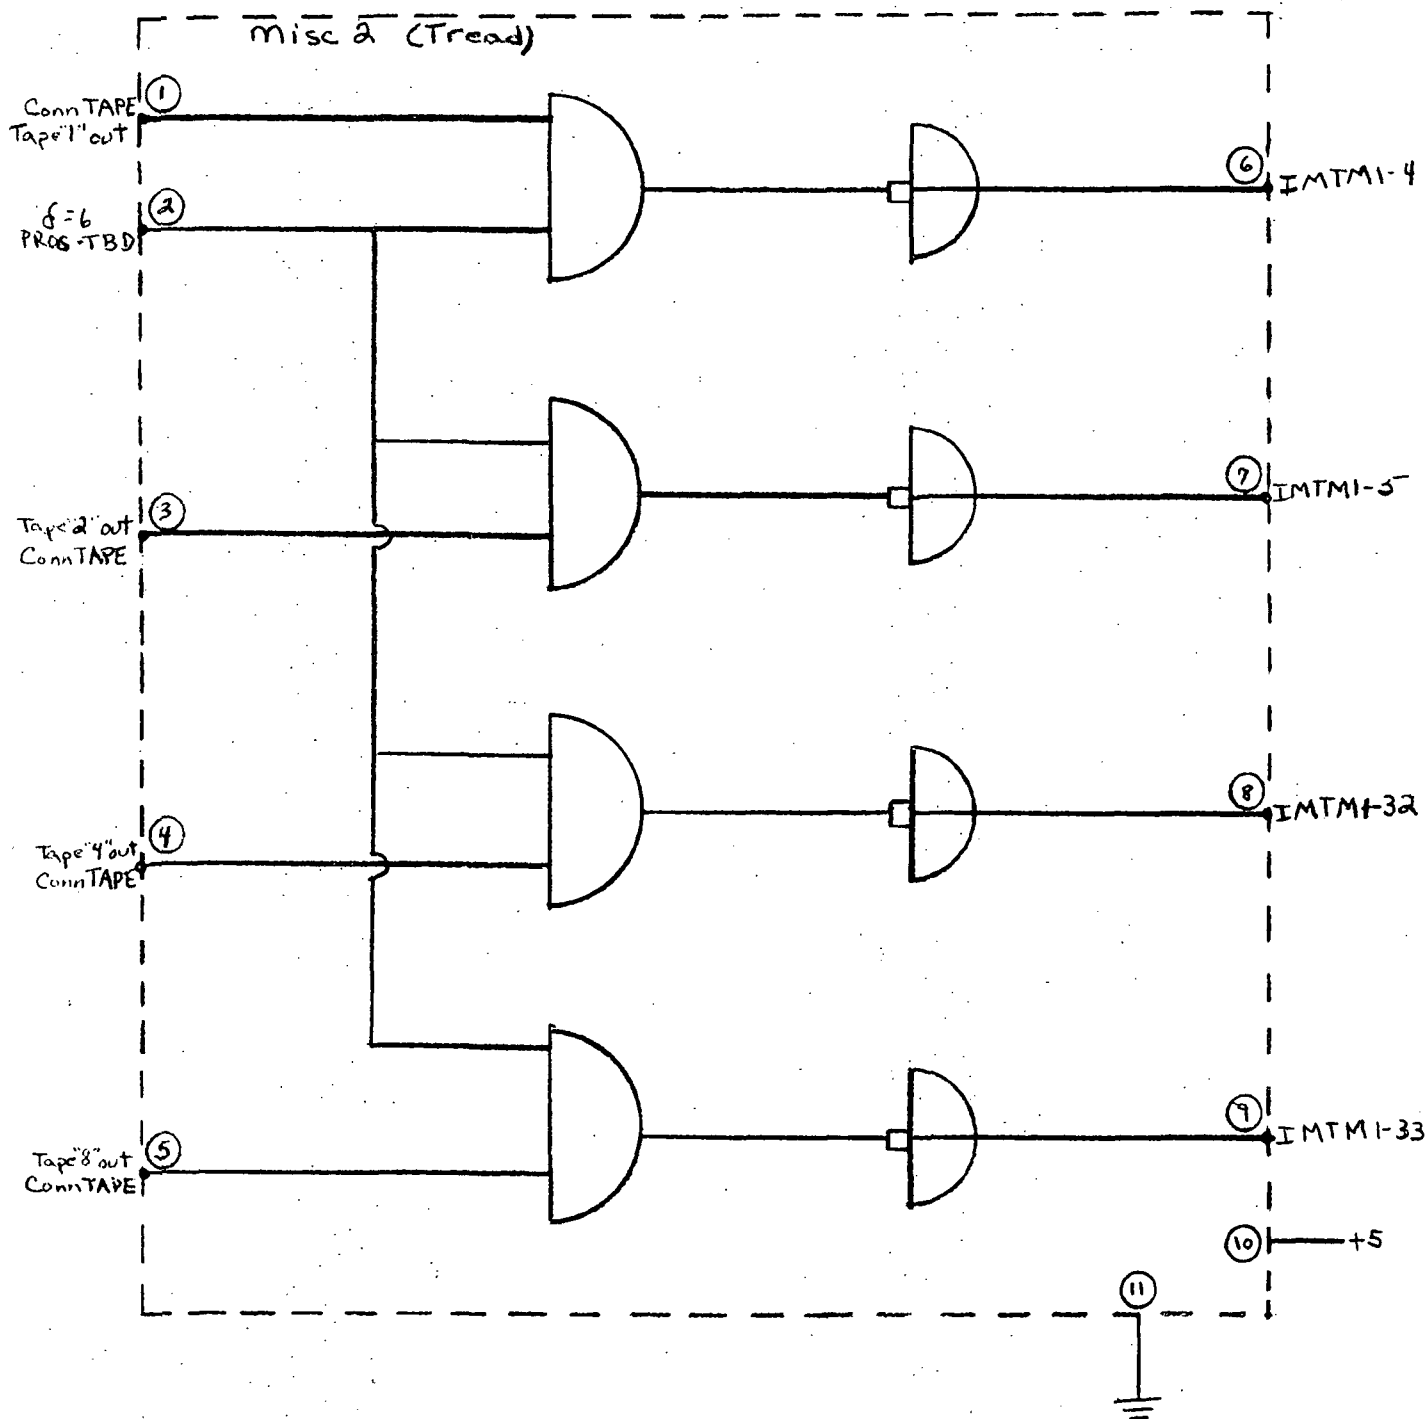 Misc 2 (Tread)
①
Conn TAPE
Tape "1" out
②
δ=6
PROG-TBD
③
Tape "2" out
Conn TAPE
④
Tape "4" out
Conn TAPE
⑤
Tape "8" out
Conn TAPE
⑥
IMTM1-4
⑦
IMTM1-5
⑧
IMTM1-32
⑨
IMTM1-33
⑩
+5
⑪